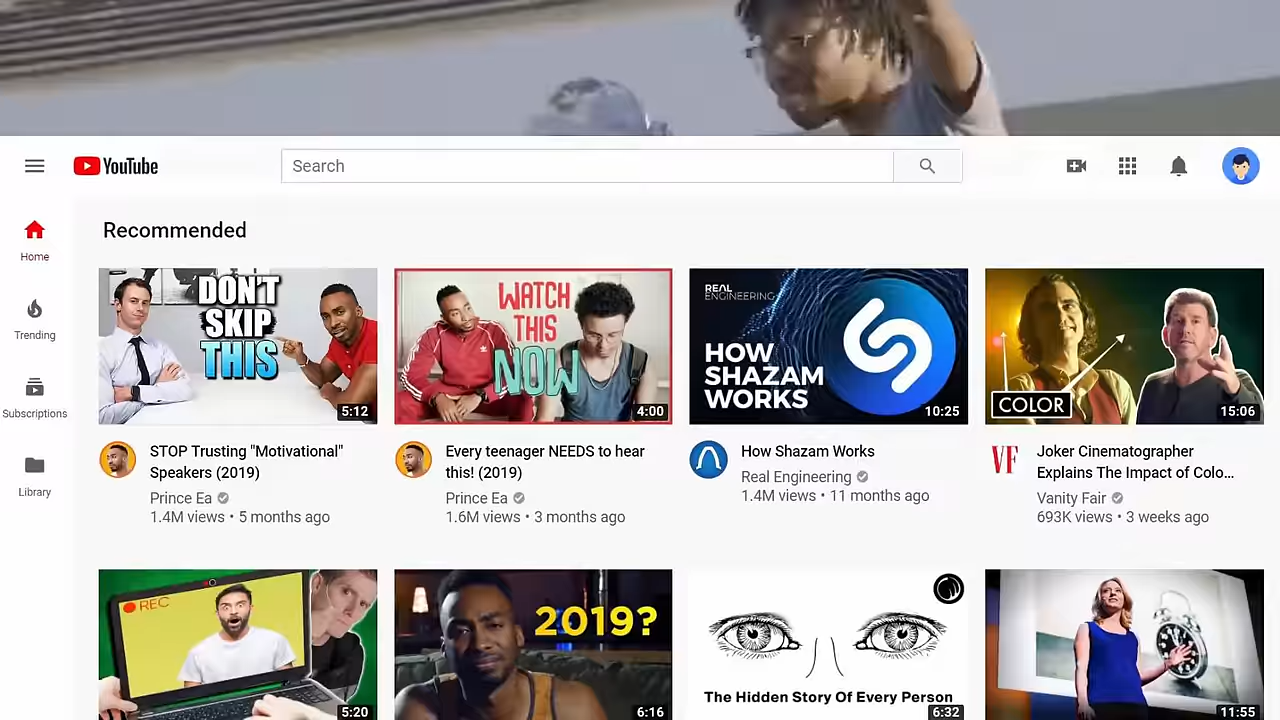 YouTube
Search
Home
Trending
Subscriptions
Library
Recommended
DON'T
SKIP
THIS
5:12
WATCH
THIS
NOW
4:00
REAL
ENGINEERING
HOW
SHAZAM
WORKS
10:25
COLOR
15:06
STOP Trusting "Motivational"
Speakers (2019)
Prince Ea
1.4M views • 5 months ago
Every teenager NEEDS to hear
this! (2019)
Prince Ea
1.6M views • 3 months ago
How Shazam Works
Real Engineering
1.4M views • 11 months ago
VF
Joker Cinematographer
Explains The Impact of Colo...
Vanity Fair
693K views • 3 weeks ago
REC
5:20
2019?
6:16
The Hidden Story Of Every Person
6:32
11:55